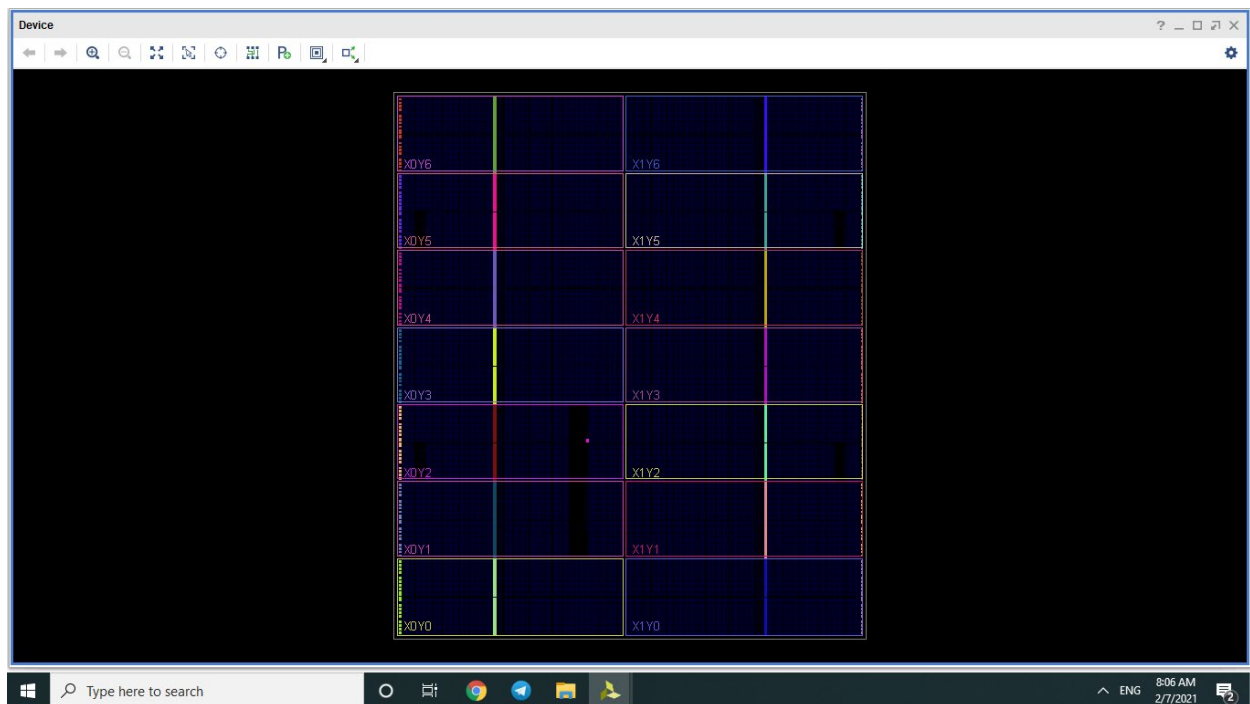 Device
X0Y6 X1Y6
X0Y5 X1Y5
X0Y4 X1Y4
X0Y3 X1Y3
X0Y2 X1Y2
X0Y1 X1Y1
X0Y0 X1Y0
Type here to search
ENG
8:06 AM
2/7/2021
2